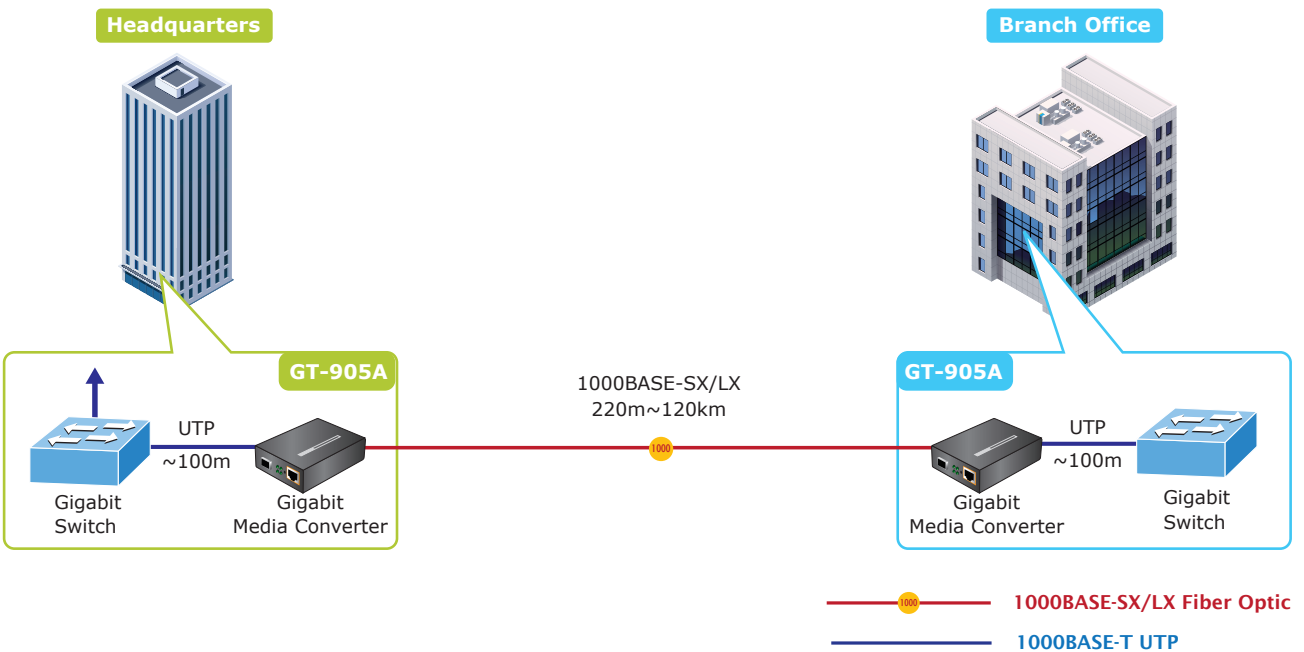 Headquarters
Branch Office
GT-905A
GT-905A
1000BASE-SX/LX
220m~120km
UTP
~100m
1000
UTP
~100m
Gigabit
Switch
Gigabit
Media Converter
Gigabit
Media Converter
Gigabit
Switch
1000
1000BASE-SX/LX Fiber Optic
1000BASE-T UTP